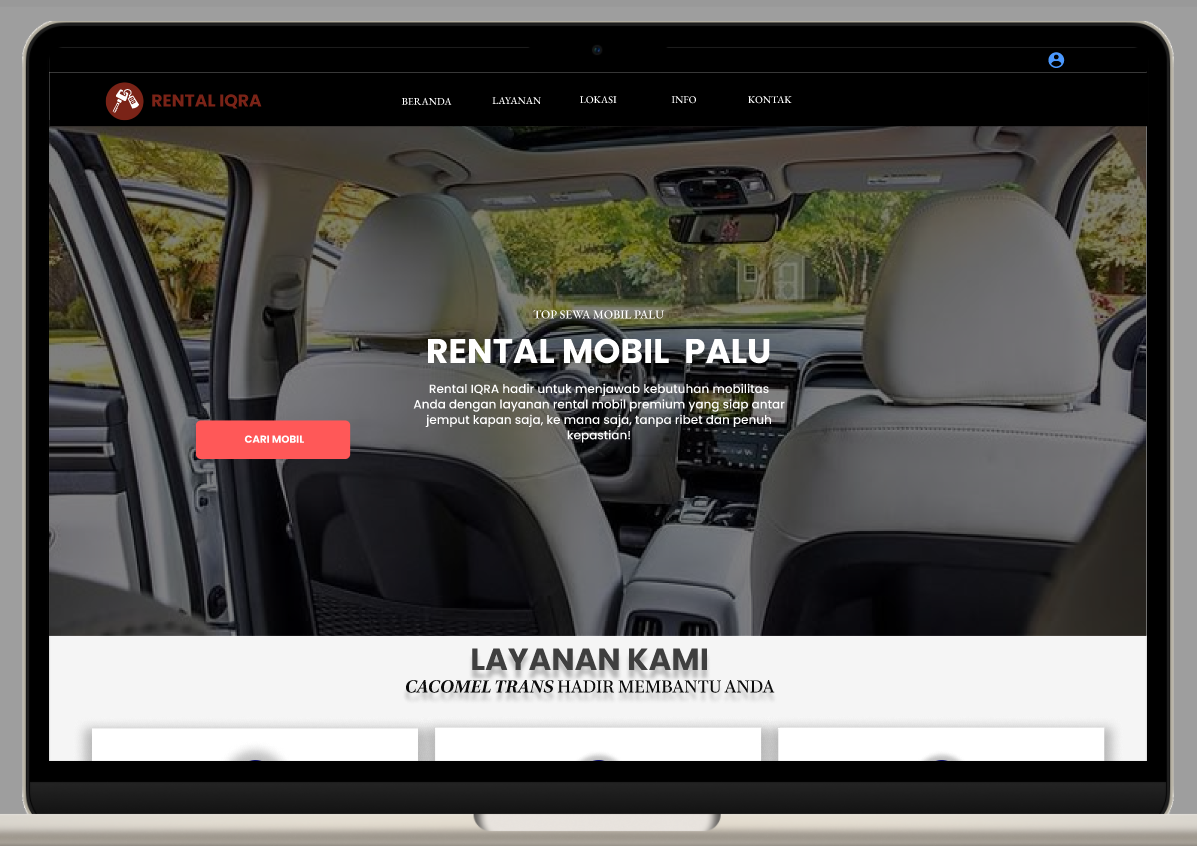 RENTAL IQRA
BERANDA
LAYANAN
LOKASI
INFO
KONTAK
TOP SEWA MOBIL PALU
RENTAL MOBIL PALU
Rental IQRA hadir untuk menjawab kebutuhan mobilitas
Anda dengan layanan rental mobil premium yang siap antar
jemput kapan saja, ke mana saja, tanpa ribet dan penuh
kepastian!
CARI MOBIL
LAYANAN KAMI
CACOMEL TRANS HADIR MEMBANTU ANDA